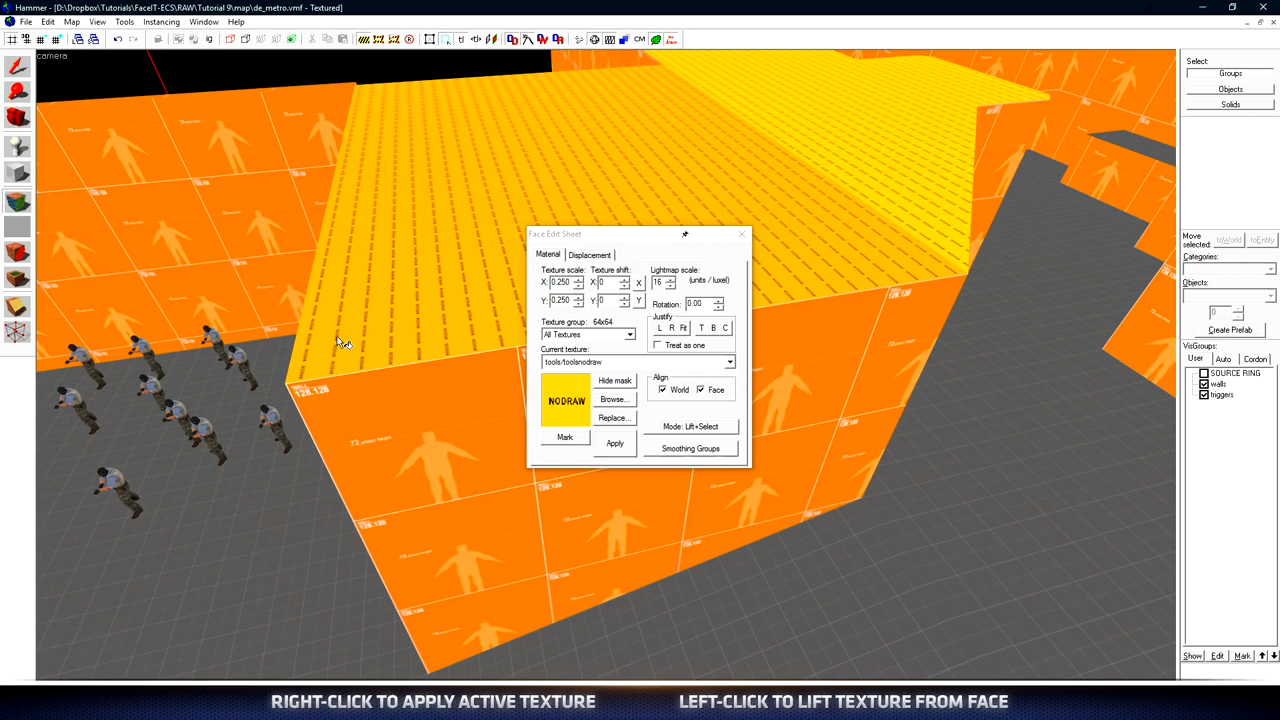 Hammer - [D:\Dropbox\Tutorials\FaceIT-ECS\RAW\Tutorial 9\map\de_metro.vmf - Textured]
File Edit Map View Tools Instancing Window Help
CM
camera
Select:
Groups
Objects
Solids
Face Edit Sheet
Material Displacement
Texture scale: Texture shift: Lightmap scale:
X: 0.250 X: 0 X 16 (units / luxel)
Y: 0.250 Y: 0 Y Rotation: 0.00
Texture group: 64x64 Justify
All Textures L R Fit T B C
Current texture: Treat as one
tools/toolsnodraw
NODRAW
Hide mask
Align
World Face
Browse...
Replace...
Mode: Lift+Select
Mark
Apply
Smoothing Groups
Move selected: toWorld toEntity
Categories:
Objects:
0
Create Prefab
VisGroups:
User Auto Cordon
SOURCE RING
walls
triggers
Show Edit Mark
WALL
128.128
RIGHT-CLICK TO APPLY ACTIVE TEXTURE
LEFT-CLICK TO LIFT TEXTURE FROM FACE